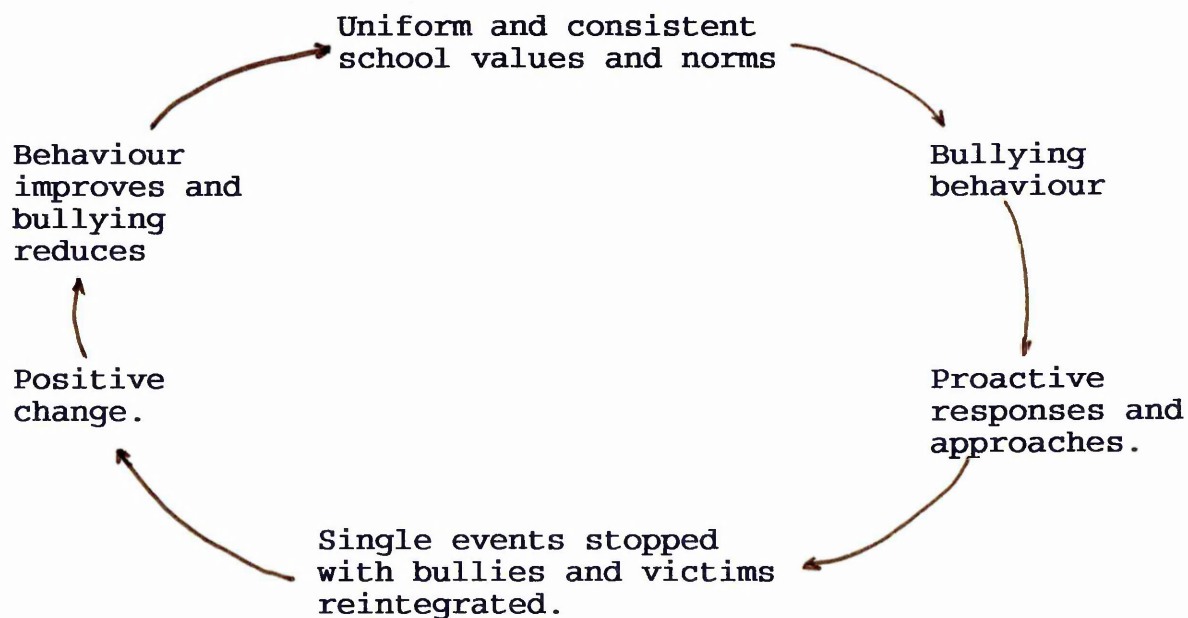 Uniform and consistent
school values and norms
Bullying
behaviour
Proactive
responses and
approaches.
Single events stopped
with bullies and victims
reintegrated.
Positive
change.
Behaviour
improves and
bullying
reduces